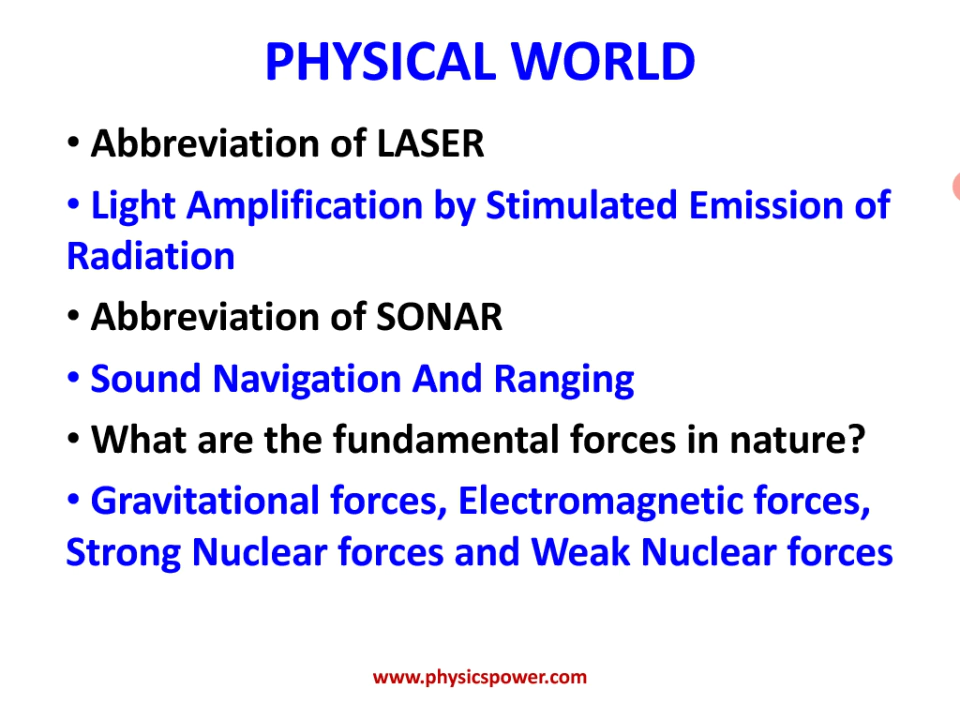 PHYSICAL WORLD
• Abbreviation of LASER
• Light Amplification by Stimulated Emission of
Radiation
• Abbreviation of SONAR
• Sound Navigation And Ranging
• What are the fundamental forces in nature?
• Gravitational forces, Electromagnetic forces,
Strong Nuclear forces and Weak Nuclear forces
www.physicspower.com